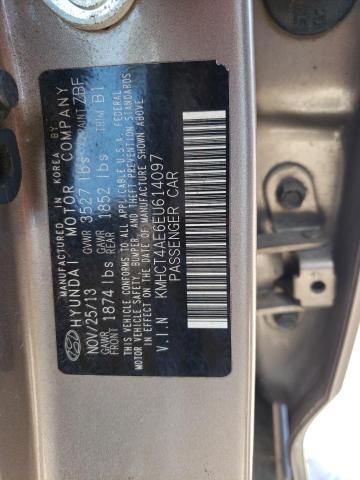 MANUFACTURED IN KOREA BY
HYUNDAI MOTOR COMPANY
NOV/25/13 GVWR 3527 lbs PAINT ZBF
GAWR FRONT 1874 lbs GAWR REAR 1852 lbs TRIM B1
THIS VEHICLE CONFORMS TO ALL APPLICABLE U.S. FEDERAL
MOTOR VEHICLE SAFETY, BUMPER, AND THEFT PREVENTION
STANDARDS IN EFFECT ON THE DATE OF MANUFACTURE
SHOWN ABOVE.
V.I.N KMHCT4AE6EU614097
PASSENGER CAR